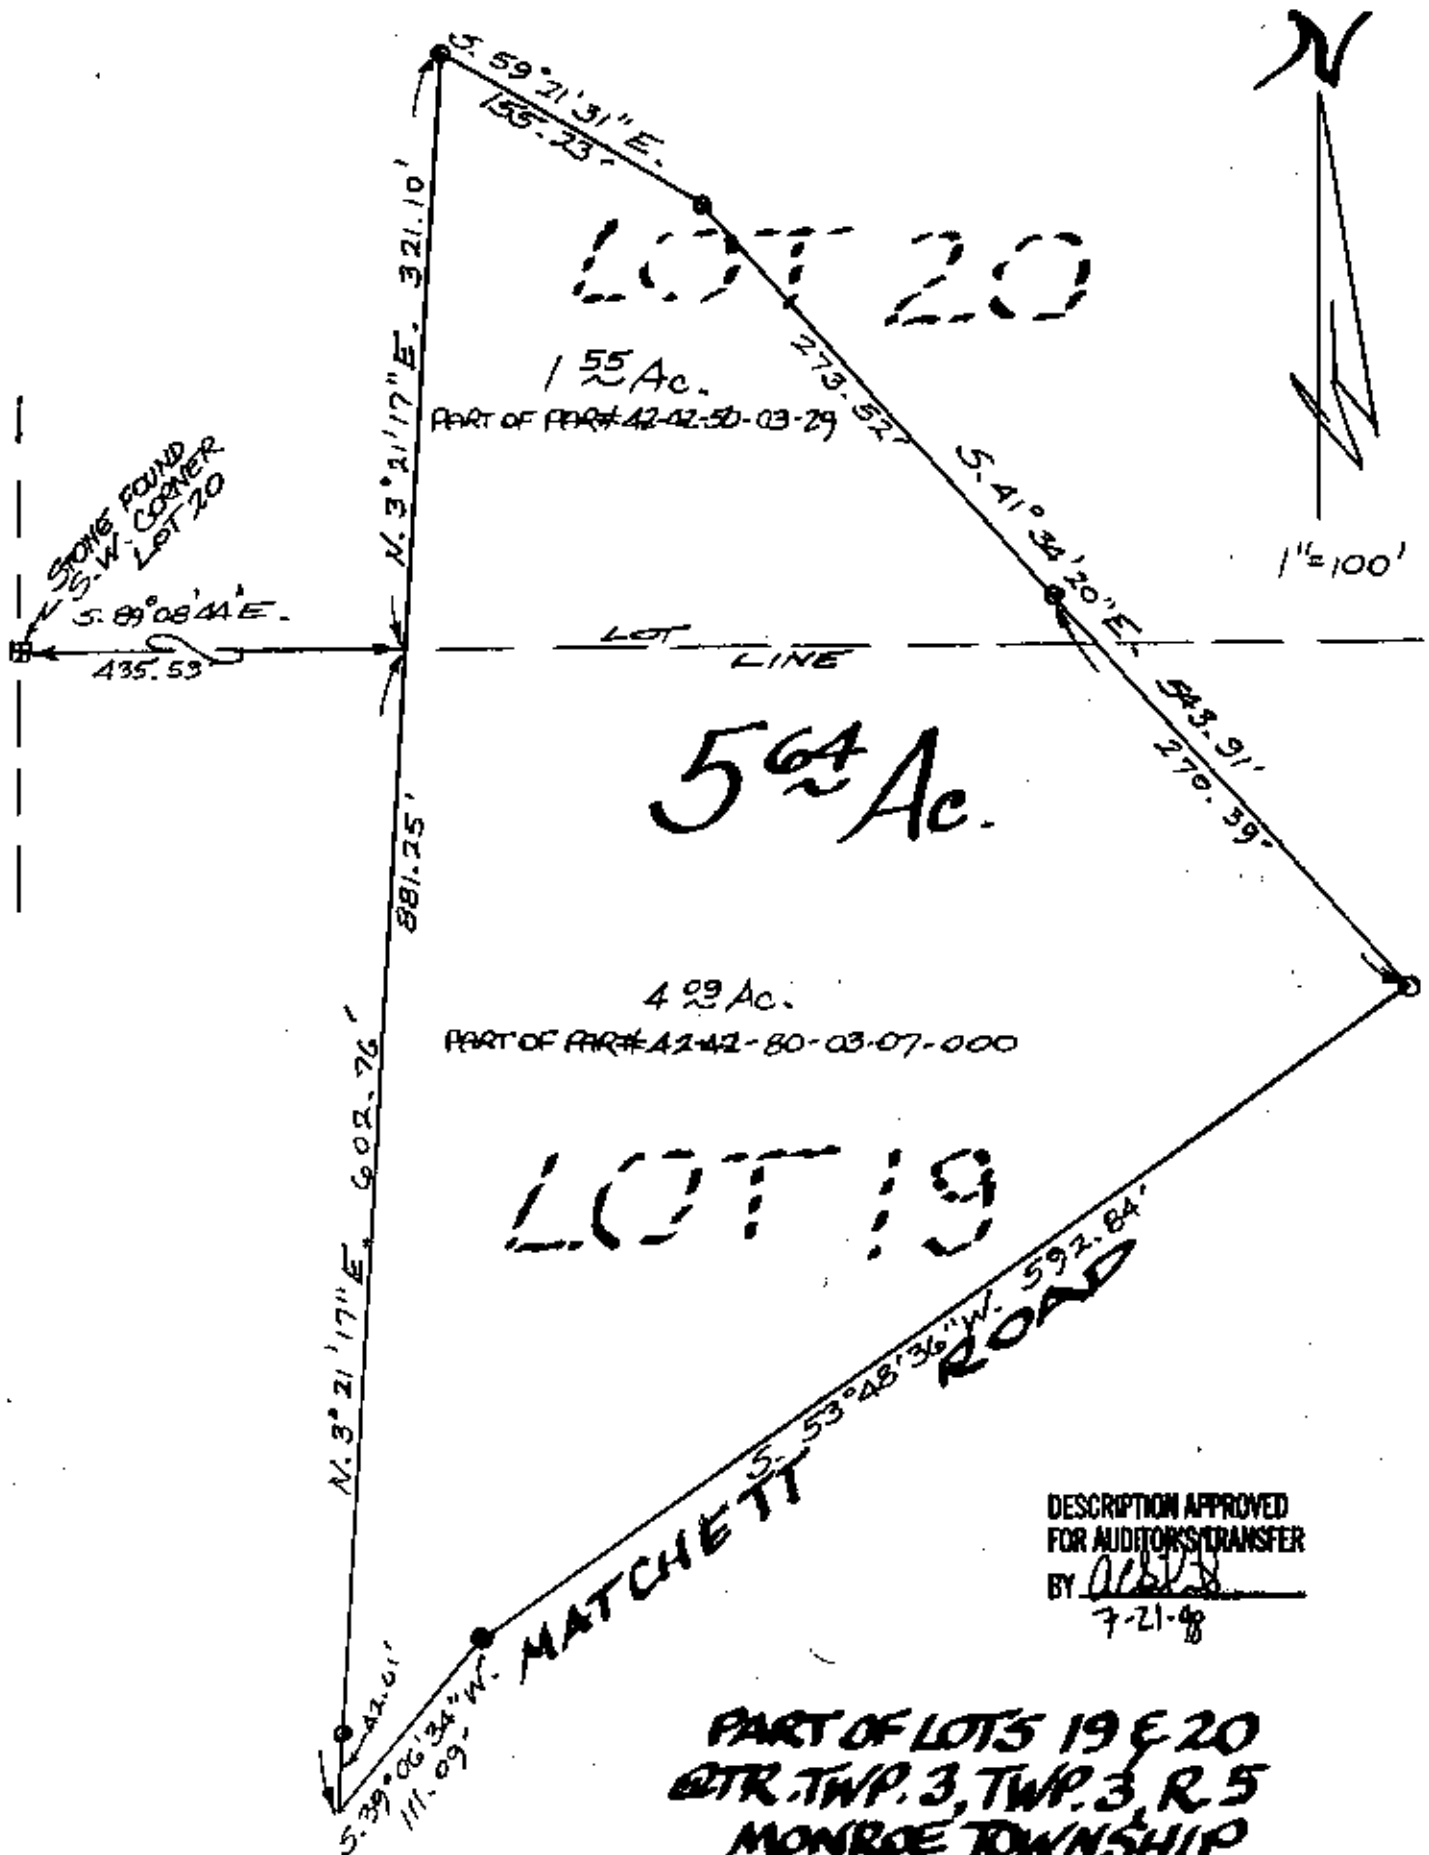 N
S. 59°21'31"E.
155.23'
LOT 20
N. 3°21'17"E. 321.10'
1 55 Ac.
PART OF PAR# 42-42-50-03-29
273.52'
S. 41°34'20"E.
1"=100'
STONE FOUND
S.W. CORNER
LOT 20
S. 89°08'44"E.
435.53
LOT
LINE
543.91'
270.39'
5 64 Ac.
881.25'
4 09 Ac.
PART OF PAR# 42-42-80-03-07-000
N. 3°21'17"E. 602.76'
LOT 19
S. 53°48'36"W. 592.84'
MATCHETT ROAD
DESCRIPTION APPROVED
FOR AUDITORS TRANSFER
BY
7-21-98
42.01'
S. 39°06'34"W.
111.09'
PART OF LOTS 19 & 20
QTR. TWP. 3, TWP. 3, R. 5
MONROE TOWNSHIP